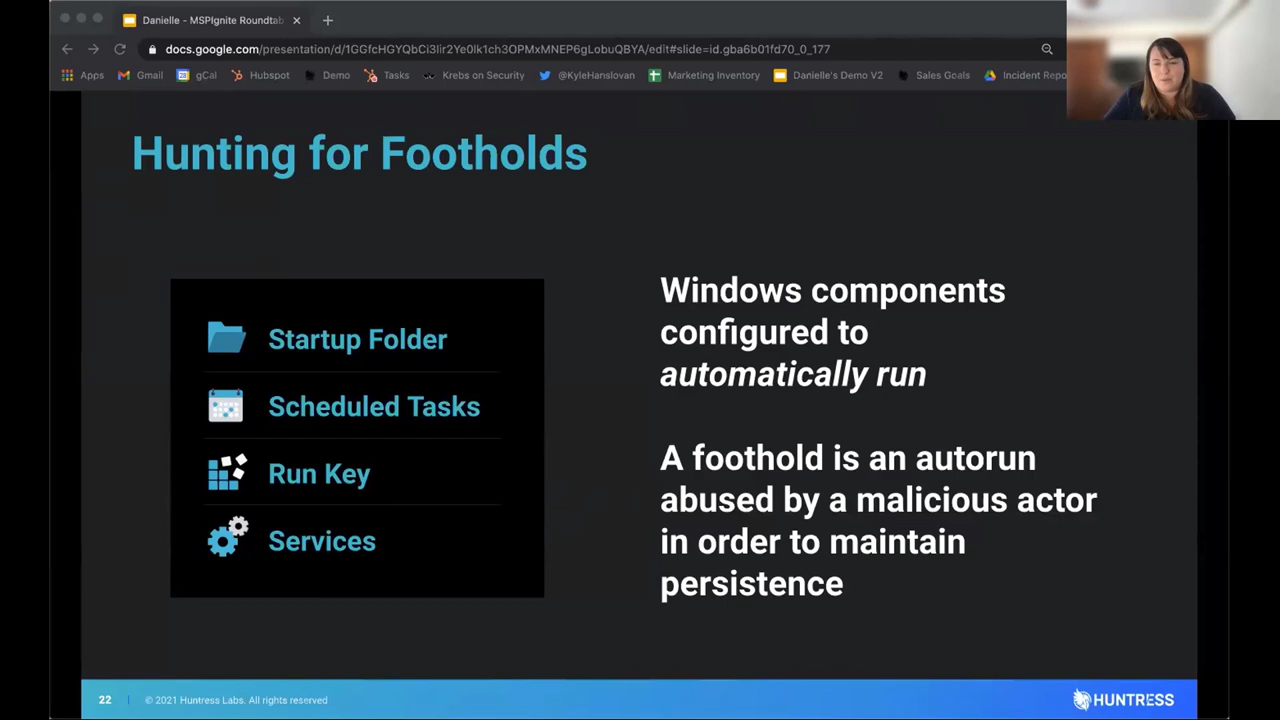 Danielle - MSPIgnite Roundtab
docs.google.com/presentation/d/1GGfcHGYQbCi3lir2Ye0lk1ch3OPMxMNEP6gLobuQBYA/edit#slide=id.gba6b01fd70_0_177
Apps Gmail gCal Hubspot Demo Tasks Krebs on Security @KyleHanslovan Marketing Inventory Danielle's Demo V2 Sales Goals Incident Repo
Hunting for Footholds
Startup Folder
Scheduled Tasks
Run Key
Services
Windows components
configured to
automatically run
A foothold is an autorun
abused by a malicious actor
in order to maintain
persistence
22 | © 2021 Huntress Labs. All rights reserved
HUNTRESS